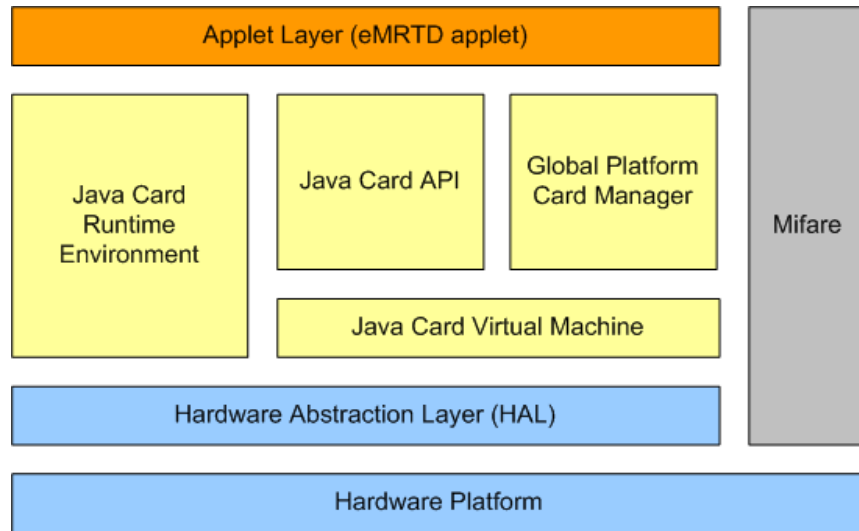 Applet Layer (eMRTD applet)
Java Card
Runtime
Environment
Java Card API
Global Platform
Card Manager
Mifare
Java Card Virtual Machine
Hardware Abstraction Layer (HAL)
Hardware Platform